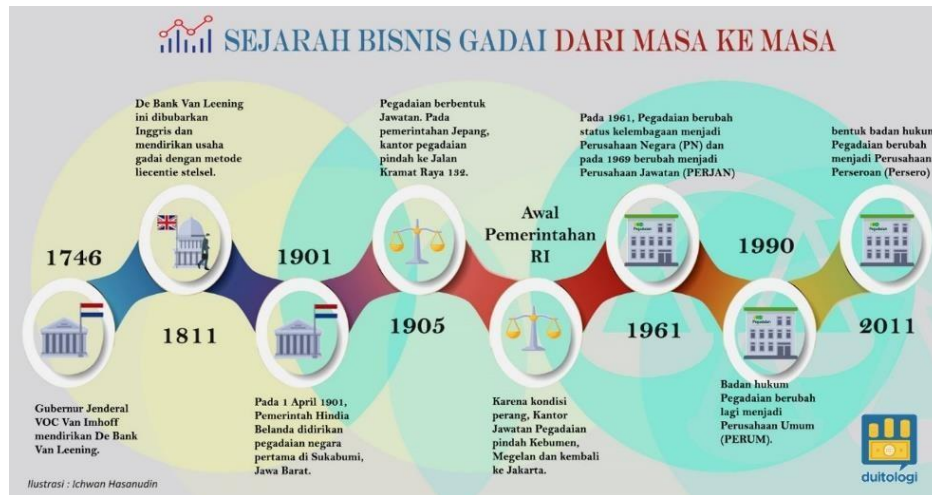 SEJARAH BISNIS GADAI DARI MASA KE MASA
1746
Gubernur Jenderal
VOC Van Imhoff
mendirikan De Bank
Van Leening.
De Bank Van Leening
ini dibubarkan
Inggris dan
mendirikan usaha
gadai dengan metode
liecentie stelsel.
1811
1901
Pada 1 April 1901,
Pemerintah Hindia
Belanda didirikan
pegadaian negara
pertama di Sukabumi,
Jawa Barat.
Pegadaian berbentuk
Jawatan. Pada
pemerintahan Jepang,
kantor pegadaian
pindah ke Jalan
Kramat Raya 132.
1905
Awal
Pemerintahan
RI
Karena kondisi
perang, Kantor
Jawatan Pegadaian
pindah Kebumen,
Megelan dan kembali
ke Jakarta.
Pada 1961, Pegadaian berubah
status kelembagaan menjadi
Perusahaan Negara (PN) dan
pada 1969 berubah menjadi
Perusahaan Jawatan (PERJAN)
Pegadaian
1961
1990
Pegadaian
Badan hukum
Pegadaian berubah
lagi menjadi
Perusahaan Umum
(PERUM).
bentuk badan hukum
Pegadaian berubah
menjadi Perusahaan
Perseroan (Persero)
Pegadaian
2011
duitologi
Ilustrasi : Ichwan Hasanudin